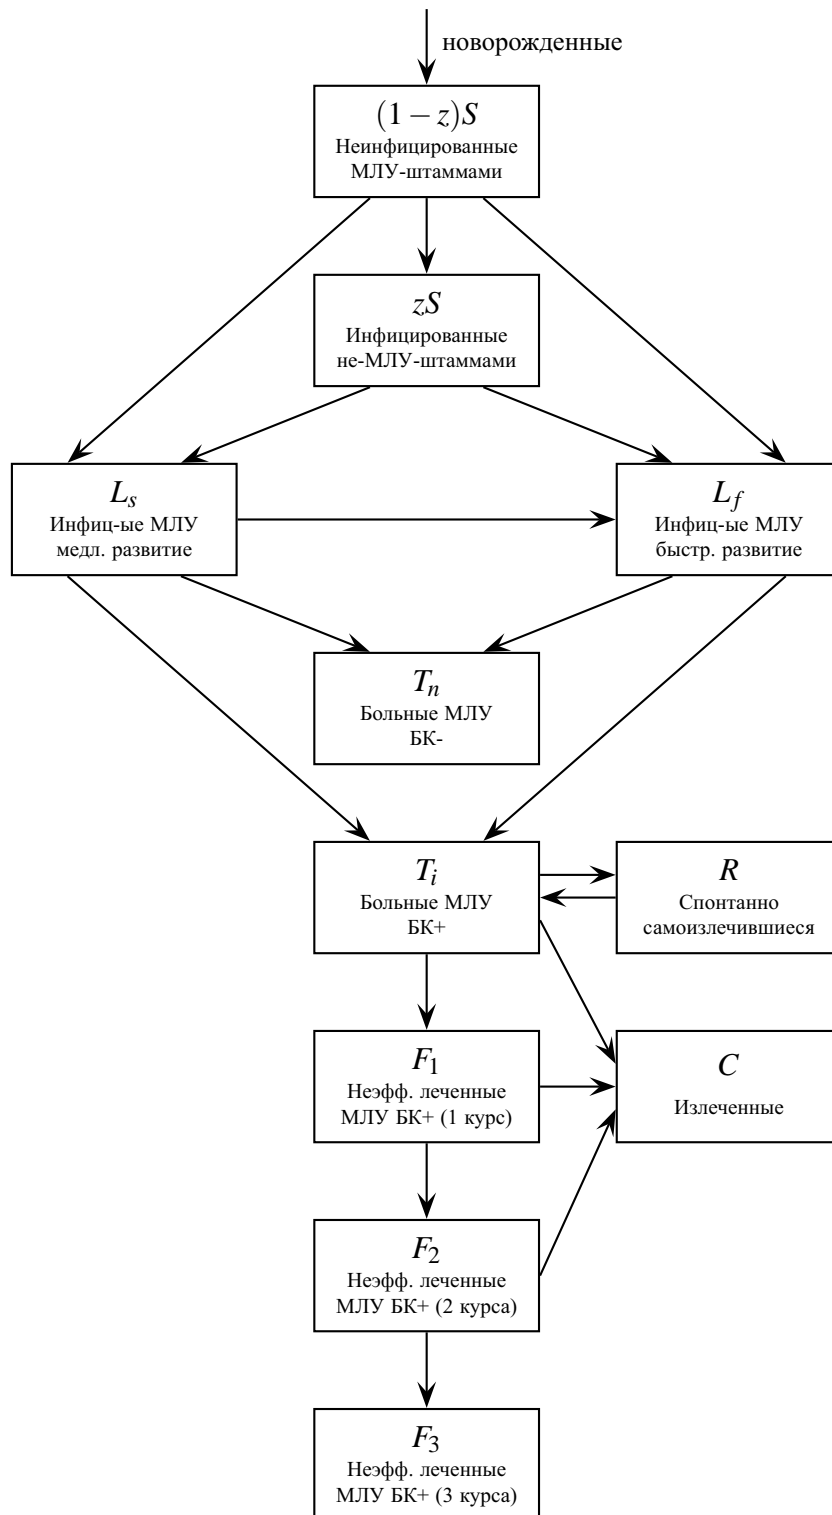 новорожденные
(1 − z)S
Неинфицированные
МЛУ-штаммами
zS
Инфицированные
не-МЛУ-штаммами
L_s
Инфиц-ые МЛУ
медл. развитие
L_f
Инфиц-ые МЛУ
быстр. развитие
T_n
Больные МЛУ
БК-
T_i
Больные МЛУ
БК+
R
Спонтанно
самоизлечившиеся
F_1
Неэфф. леченные
МЛУ БК+ (1 курс)
C
Излеченные
F_2
Неэфф. леченные
МЛУ БК+ (2 курса)
F_3
Неэфф. леченные
МЛУ БК+ (3 курса)